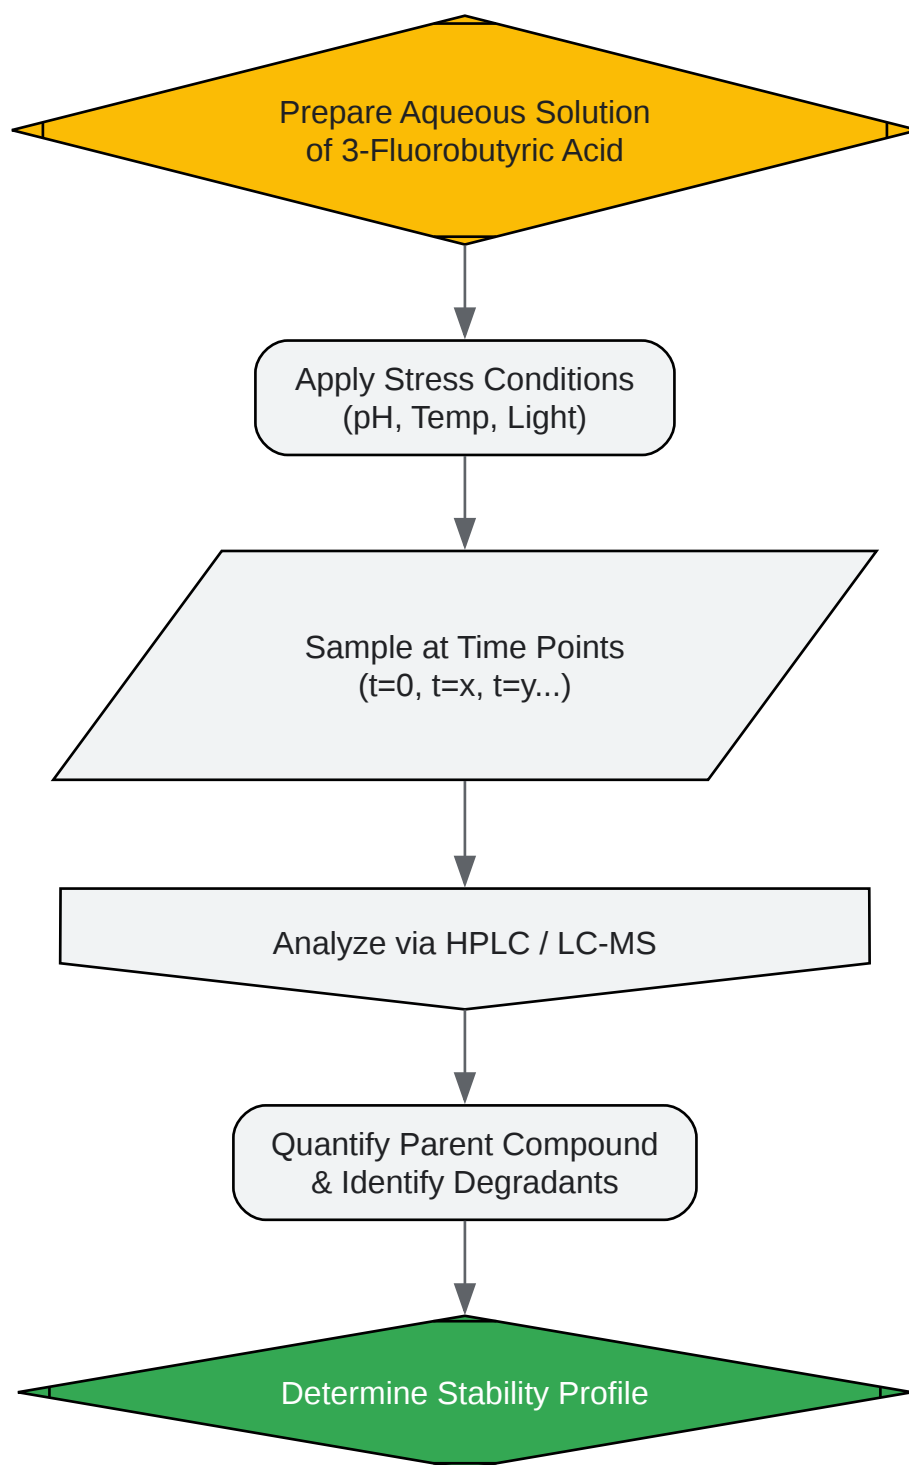 Prepare Aqueous Solution
of 3-Fluorobutyric Acid
Apply Stress Conditions
(pH, Temp, Light)
Sample at Time Points
(t=0, t=x, t=y...)
Analyze via HPLC / LC-MS
Quantify Parent Compound
& Identify Degradants
Determine Stability Profile